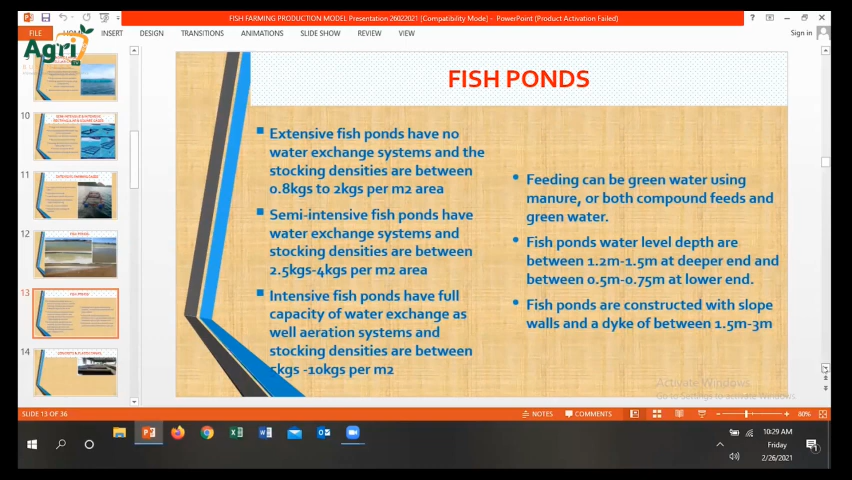 FISH FARMING PRODUCTION MODEL Presentation 26022021 [Compatibility Mode] - PowerPoint (Product Activation Failed)
FILE HOME INSERT DESIGN TRANSITIONS ANIMATIONS SLIDE SHOW REVIEW VIEW
Sign in
Agri
TV
10
11
12
13
14
FISH PONDS
Extensive fish ponds have no
water exchange systems and the
stocking densities are between
0.8kgs to 2kgs per m2 area
Semi-intensive fish ponds have
water exchange systems and
stocking densities are between
2.5kgs-4kgs per m2 area
Intensive fish ponds have full
capacity of water exchange as
well aeration systems and
stocking densities are between
5kgs -10kgs per m2
Feeding can be green water using
manure, or both compound feeds and
green water.
Fish ponds water level depth are
between 1.2m-1.5m at deeper end and
between 0.5m-0.75m at lower end.
Fish ponds are constructed with slope
walls and a dyke of between 1.5m-3m
Activate Windows
Go to Settings to activate Windows.
SLIDE 13 OF 36
NOTES
COMMENTS
80%
10:29 AM
Friday
2/26/2021